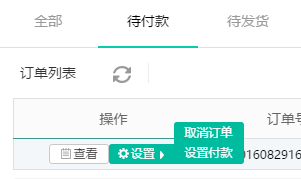 全部 待付款 待发货
订单列表
操作 订单号
取消订单
查看 设置 设置付款 016082916